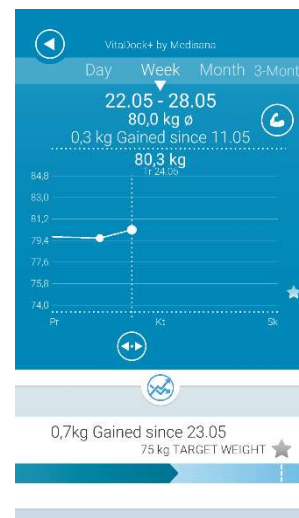 VitaDock+ by Medisana
Day Week Month 3-Mont
22.05 - 28.05
80,0 kg ø
0,3 kg Gained since 11.05
80,3 kg
Tr 24.05
84,8
83,0
81,2
79,4
77,6
75,8
74,0
Pr Kt Sk
0,7kg Gained since 23.05
75 kg TARGET WEIGHT